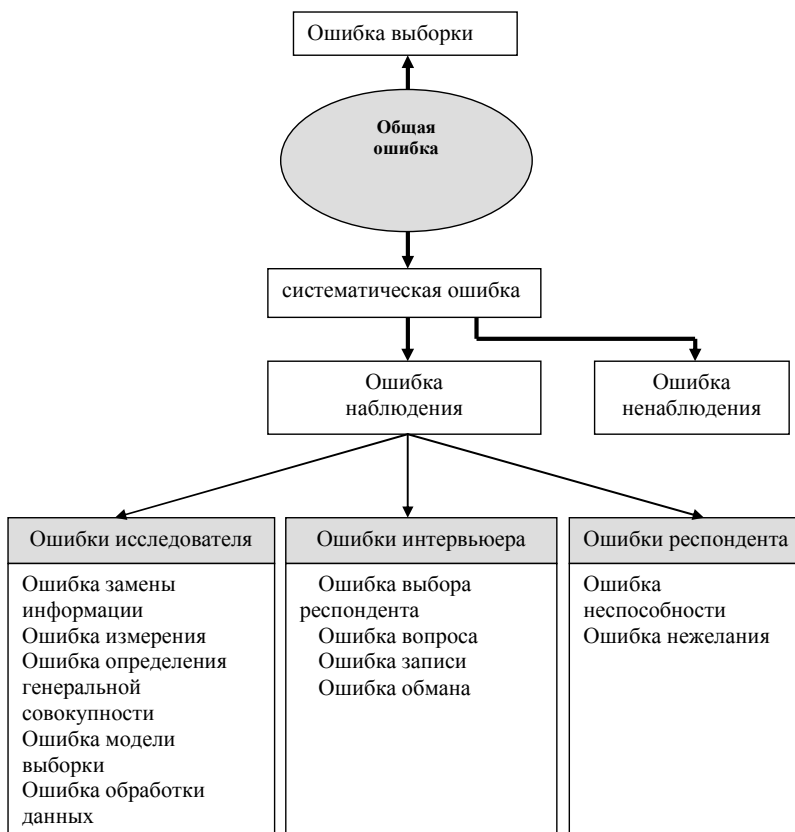 Ошибка выборки
Общая
ошибка
систематическая ошибка
Ошибка
наблюдения
Ошибка
ненаблюдения
Ошибки исследователя
Ошибка замены
информации
Ошибка измерения
Ошибка определения
генеральной
совокупности
Ошибка модели
выборки
Ошибка обработки
данных
Ошибки интервьюера
Ошибка выбора
респондента
Ошибка вопроса
Ошибка записи
Ошибка обмана
Ошибки респондента
Ошибка
неспособности
Ошибка нежелания